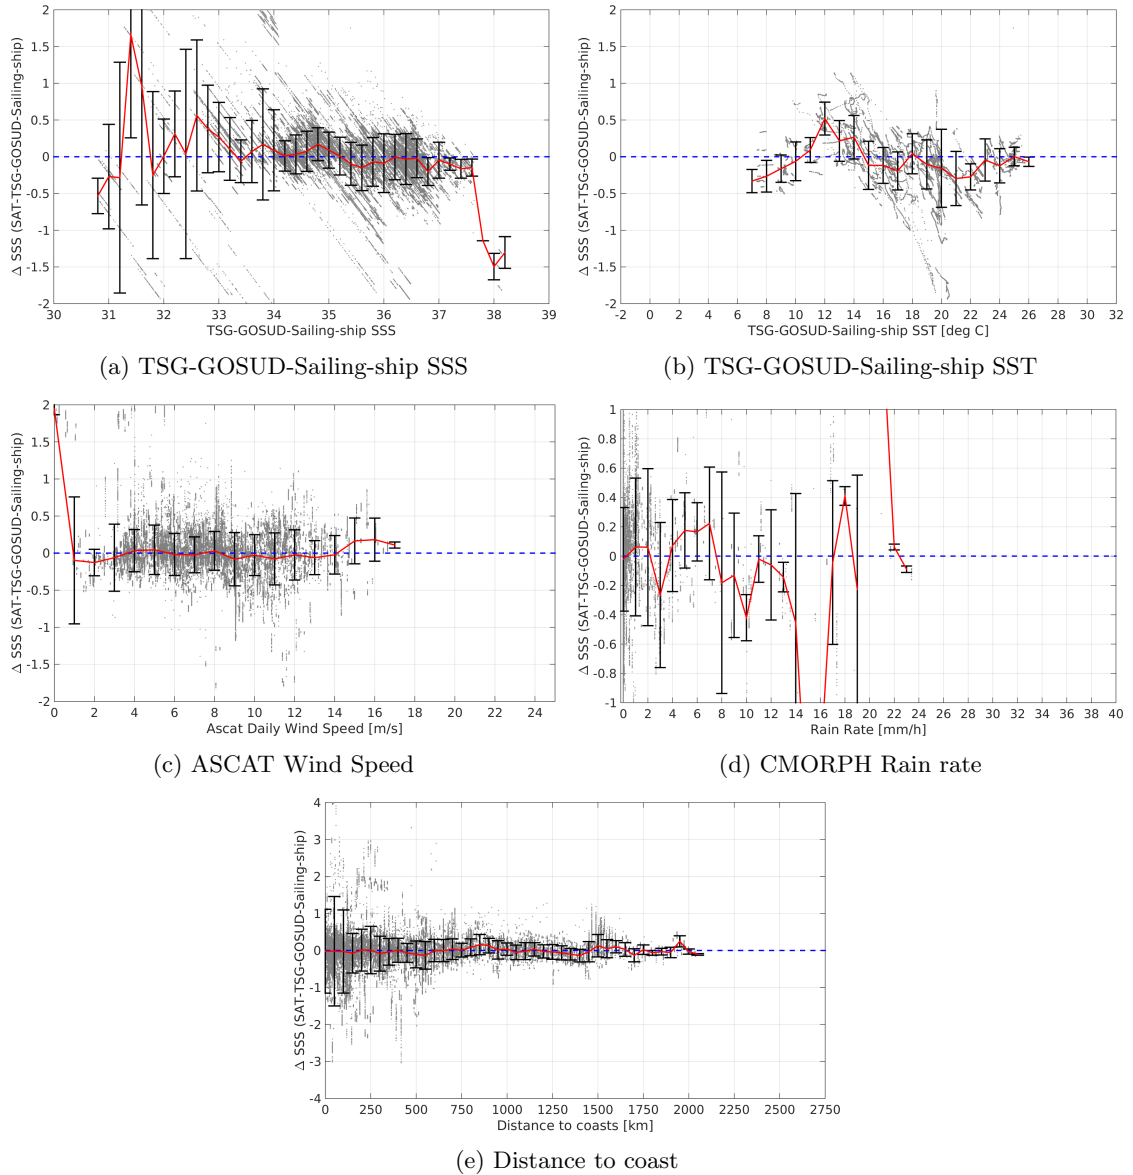 2
1.5
1
0.5
0
-0.5
-1
-1.5
-2
Δ SSS (SAT-TSG-GOSUD-Sailing-ship)
30 31 32 33 34 35 36 37 38 39
TSG-GOSUD-Sailing-ship SSS
(a) TSG-GOSUD-Sailing-ship SSS
2
1.5
1
0.5
0
-0.5
-1
-1.5
-2
Δ SSS (SAT-TSG-GOSUD-Sailing-ship)
-2 0 2 4 6 8 10 12 14 16 18 20 22 24 26 28 30 32
TSG-GOSUD-Sailing-ship SST [deg C]
(b) TSG-GOSUD-Sailing-ship SST
2
1.5
1
0.5
0
-0.5
-1
-1.5
-2
Δ SSS (SAT-TSG-GOSUD-Sailing-ship)
0 2 4 6 8 10 12 14 16 18 20 22 24
Ascat Daily Wind Speed [m/s]
(c) ASCAT Wind Speed
1
0.8
0.6
0.4
0.2
0
-0.2
-0.4
-0.6
-0.8
-1
Δ SSS (SAT-TSG-GOSUD-Sailing-ship)
0 2 4 6 8 10 12 14 16 18 20 22 24 26 28 30 32 34 36 38 40
Rain Rate [mm/h]
(d) CMORPH Rain rate
4
3
2
1
0
-1
-2
-3
-4
Δ SSS (SAT-TSG-GOSUD-Sailing-ship)
0 250 500 750 1000 1250 1500 1750 2000 2250 2500 2750
Distance to coasts [km]
(e) Distance to coast